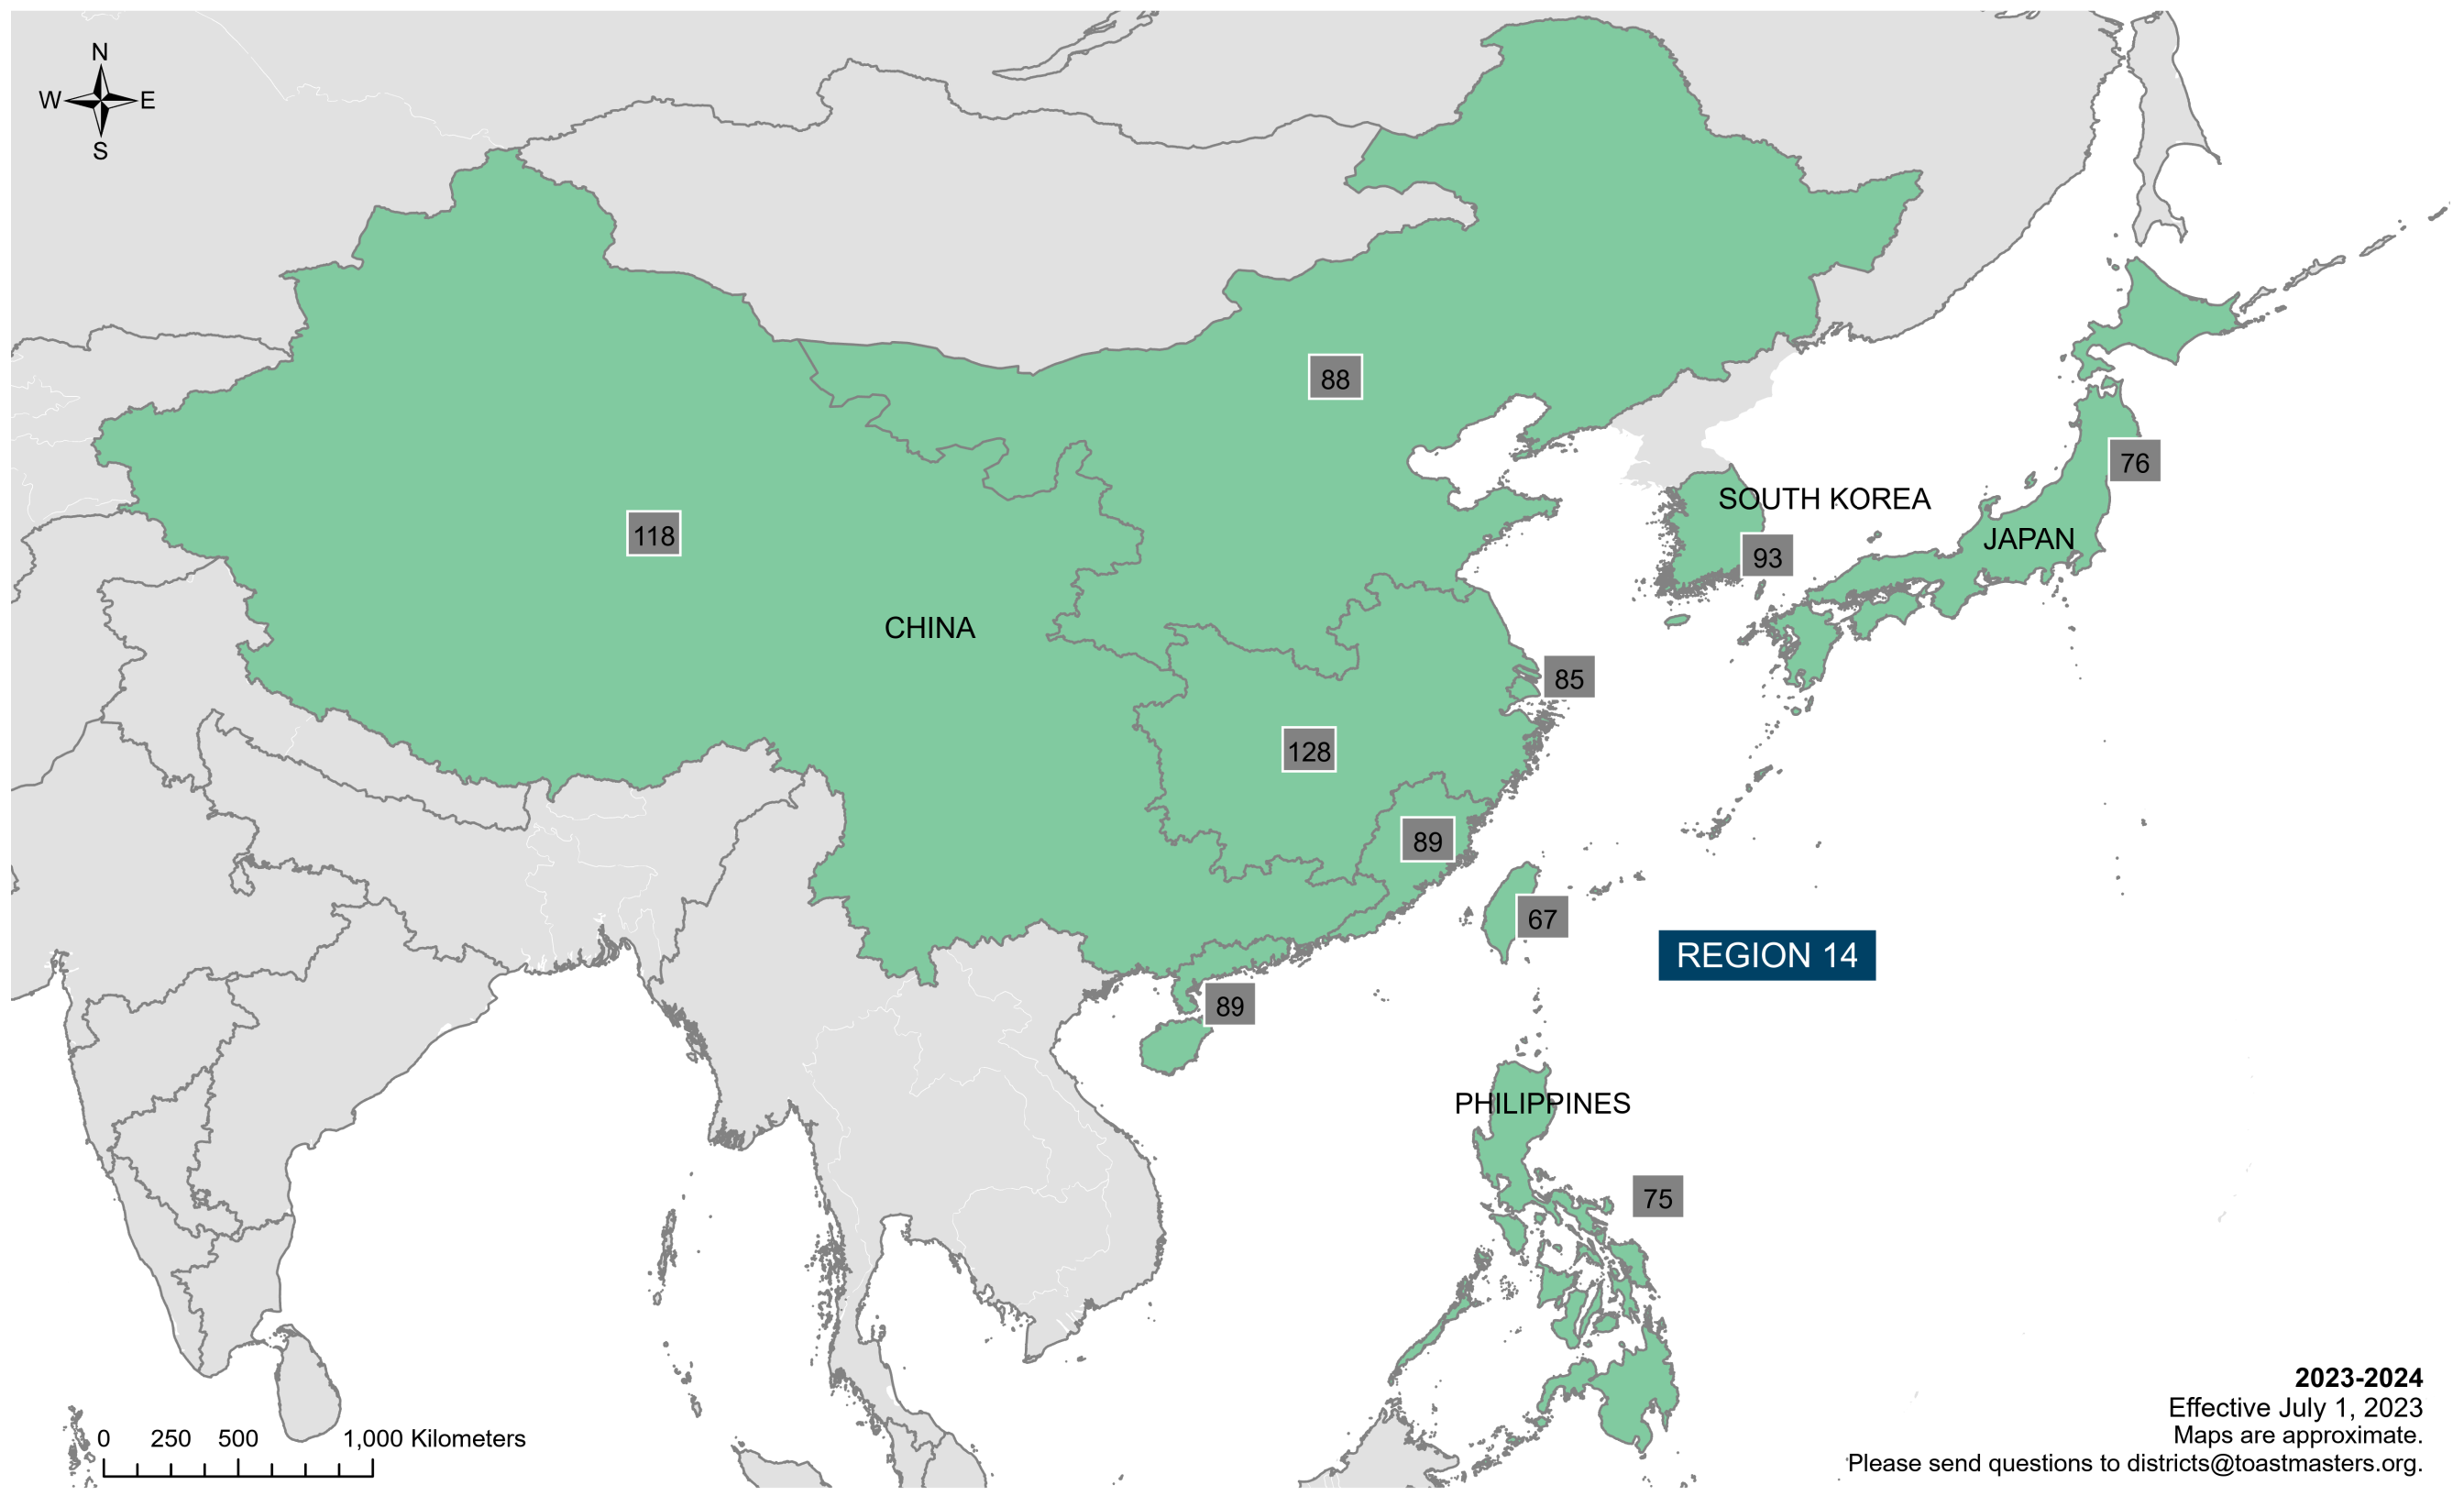 N
W E
S
88
76
SOUTH KOREA
118
JAPAN
93
CHINA
85
128
89
67
REGION 14
89
PHILIPPINES
75
2023-2024
Effective July 1, 2023
Maps are approximate.
Please send questions to districts@toastmasters.org.
0 250 500 1,000 Kilometers